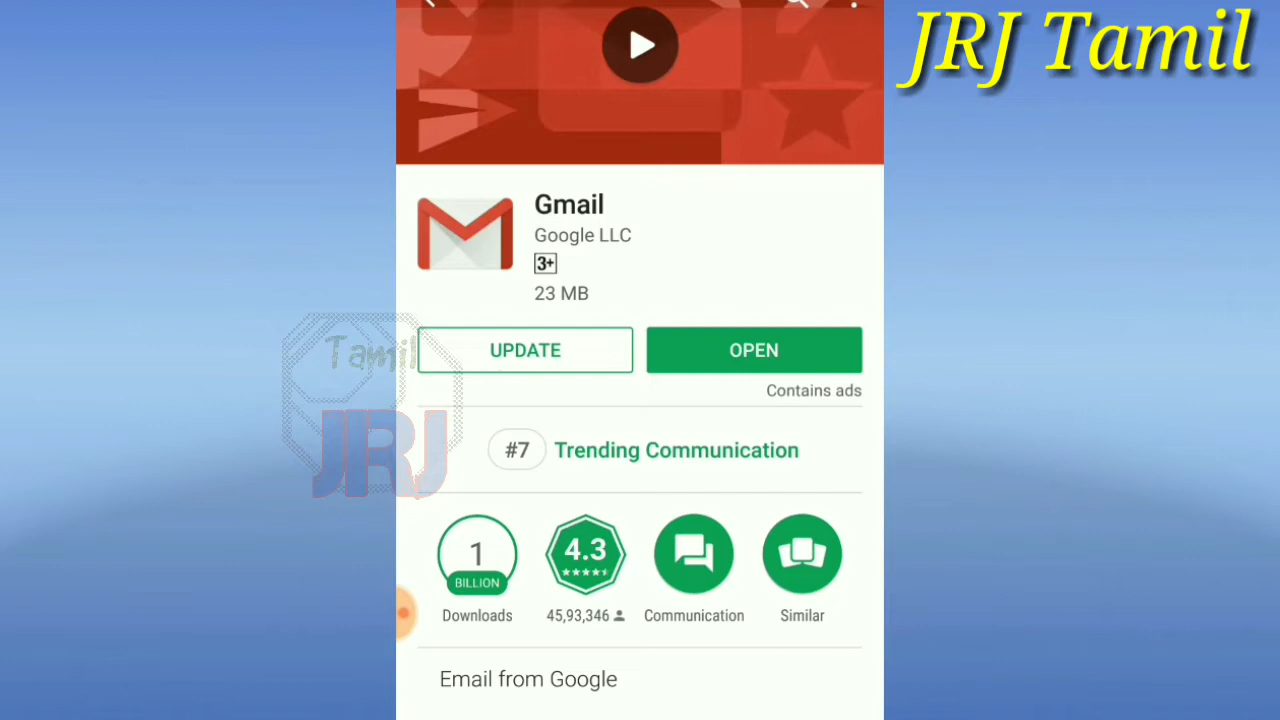 JRJ Tamil
Gmail
Google LLC
3+
23 MB
UPDATE
OPEN
Contains ads
Tamil
JRJ
#7 Trending Communication
1
BILLION
4.3
Downloads
45,93,346
Communication
Similar
Email from Google